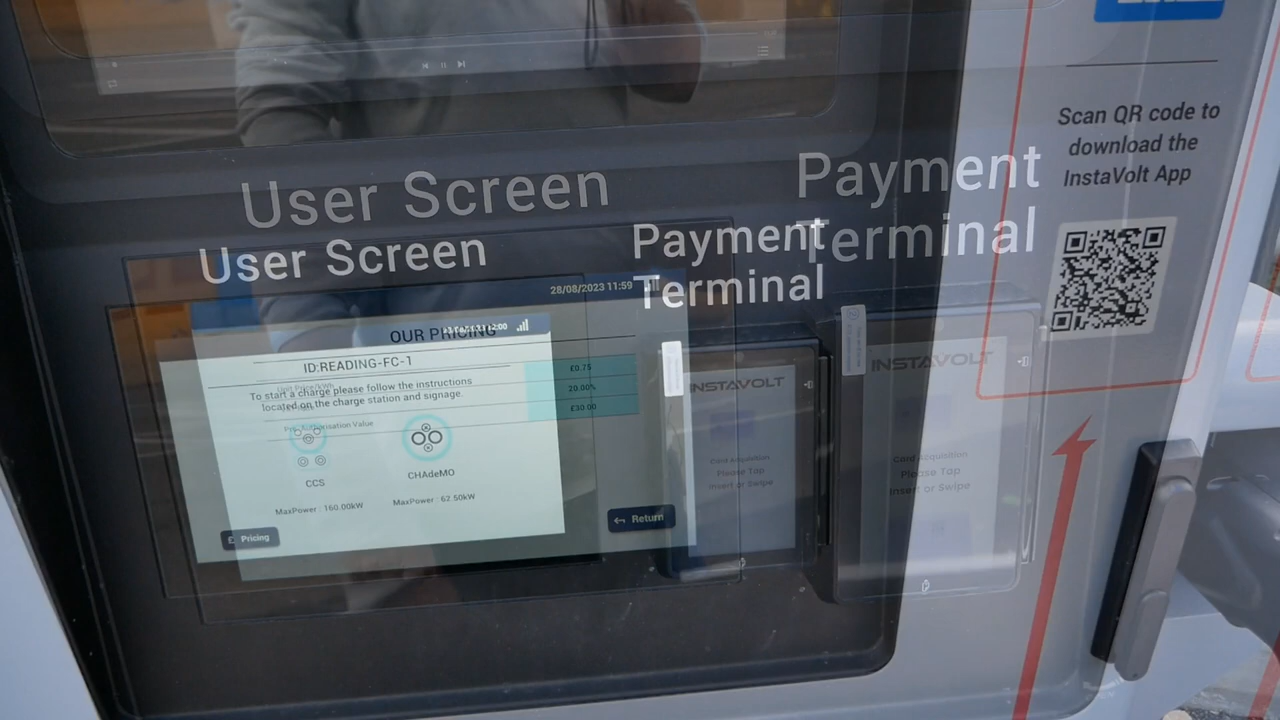 Scan QR code to
download the
InstaVolt App
User Screen
Payment
Terminal
User Screen
Payment
Terminal
28/08/2023 11:59
OUR PRICING
ID:READING-FC-1
Unit Price/kWh
£0.75
To start a charge please follow the instructions
located on the charge station and signage.
20.00%
£30.00
Pre-Authorisation Value
CCS
CHAdeMO
MaxPower : 160.00kW
MaxPower : 62.50kW
£ Pricing
Return
INSTAVOLT
Card Acquisition
Please Tap
Insert or Swipe
INSTAVOLT
Card Acquisition
Please Tap
Insert or Swipe